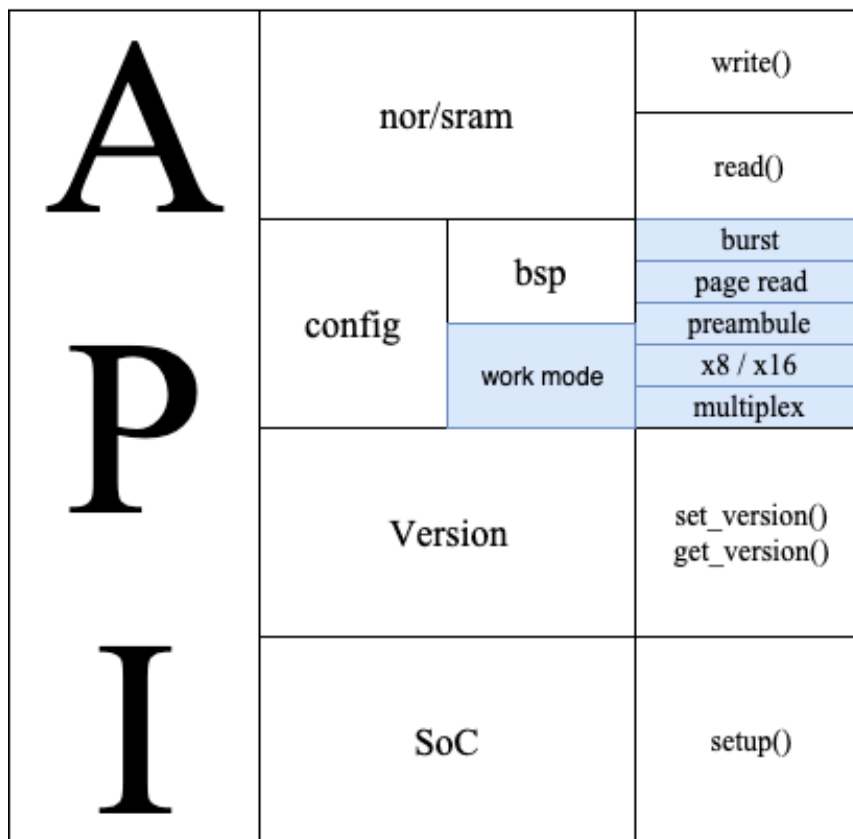 A
P
I
nor/sram
write()
read()
config
bsp
work mode
burst
page read
preambule
x8 / x16
multiplex
Version
set_version()
get_version()
SoC
setup()